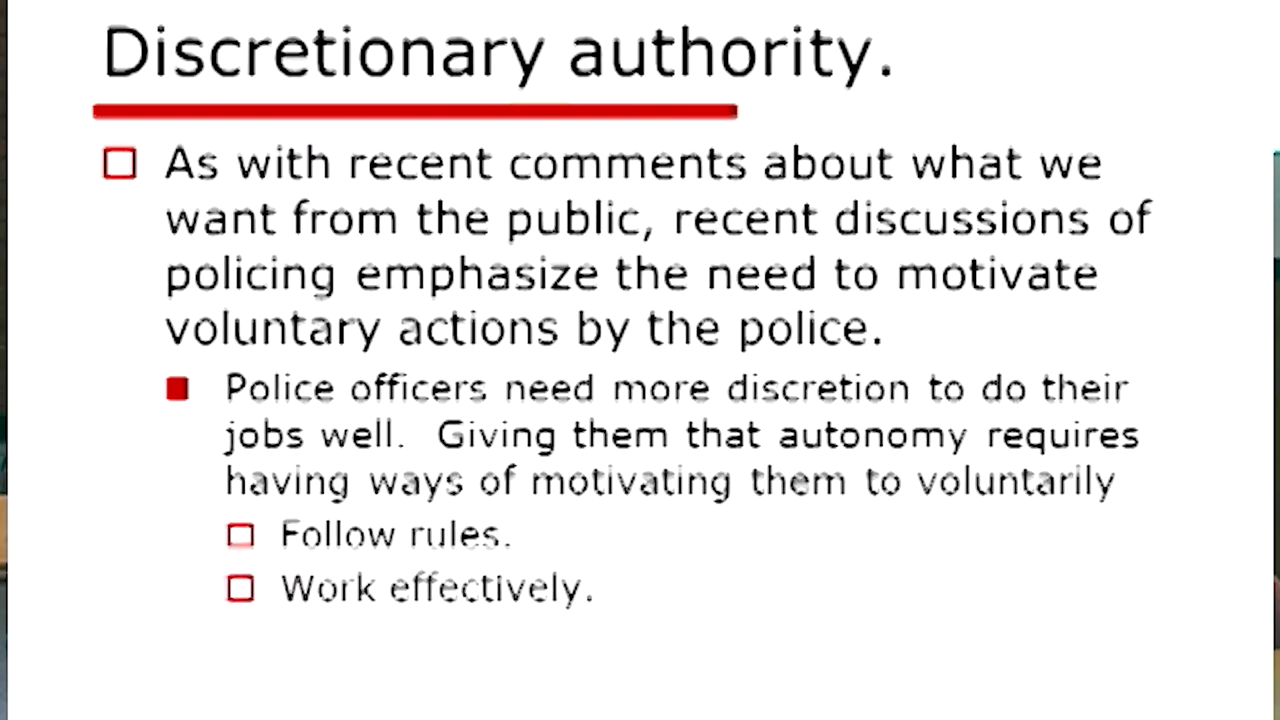 Discretionary authority.
As with recent comments about what we
want from the public, recent discussions of
policing emphasize the need to motivate
voluntary actions by the police.
Police officers need more discretion to do their
jobs well. Giving them that autonomy requires
having ways of motivating them to voluntarily
Follow rules.
Work effectively.